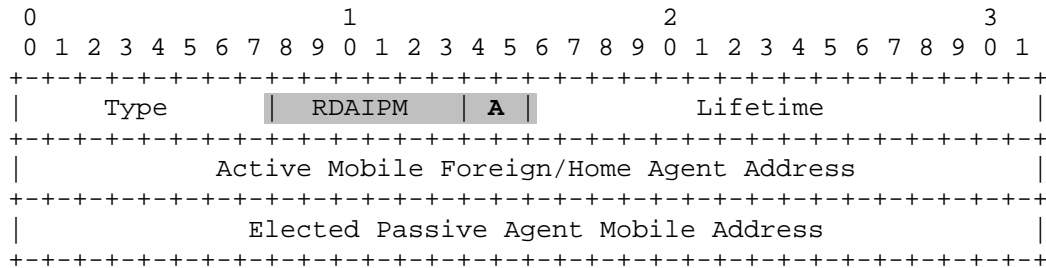 0                   1                   2                   3
 0 1 2 3 4 5 6 7 8 9 0 1 2 3 4 5 6 7 8 9 0 1 2 3 4 5 6 7 8 9 0 1
+-+-+-+-+-+-+-+-+-+-+-+-+-+-+-+-+-+-+-+-+-+-+-+-+-+-+-+-+-+-+-+-+
|     Type      |  RDAIPM   | A |          Lifetime             |
+-+-+-+-+-+-+-+-+-+-+-+-+-+-+-+-+-+-+-+-+-+-+-+-+-+-+-+-+-+-+-+-+
|            Active Mobile Foreign/Home Agent Address           |
+-+-+-+-+-+-+-+-+-+-+-+-+-+-+-+-+-+-+-+-+-+-+-+-+-+-+-+-+-+-+-+-+
|              Elected Passive Agent Mobile Address             |
+-+-+-+-+-+-+-+-+-+-+-+-+-+-+-+-+-+-+-+-+-+-+-+-+-+-+-+-+-+-+-+-+